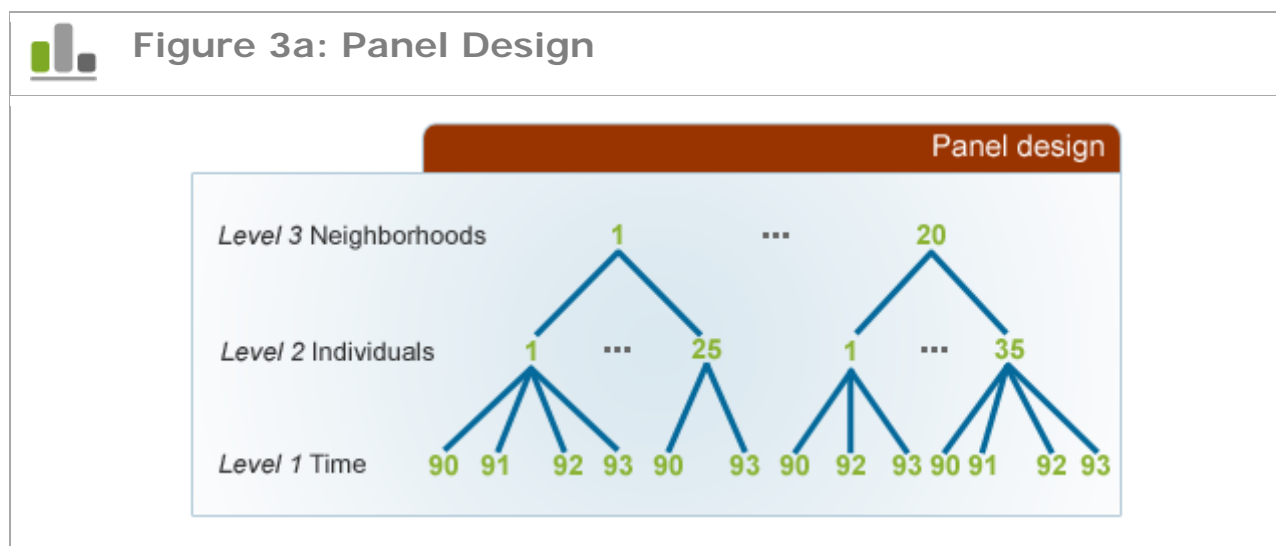 Figure 3a: Panel Design
Panel design
Level 3 Neighborhoods 1 ... 20
Level 2 Individuals 1 ... 25 1 ... 35
Level 1 Time 90 91 92 93 90 93 90 92 93 90 91 92 93